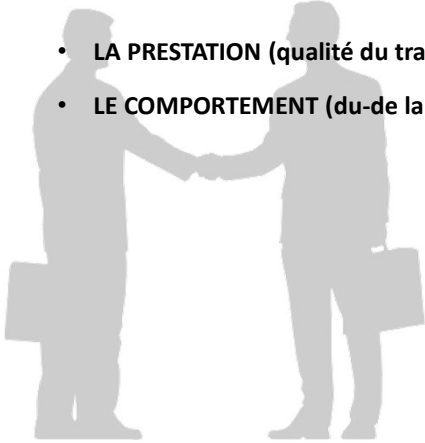 • LA PRESTATION (qualité du tra
• LE COMPORTEMENT (du-de la